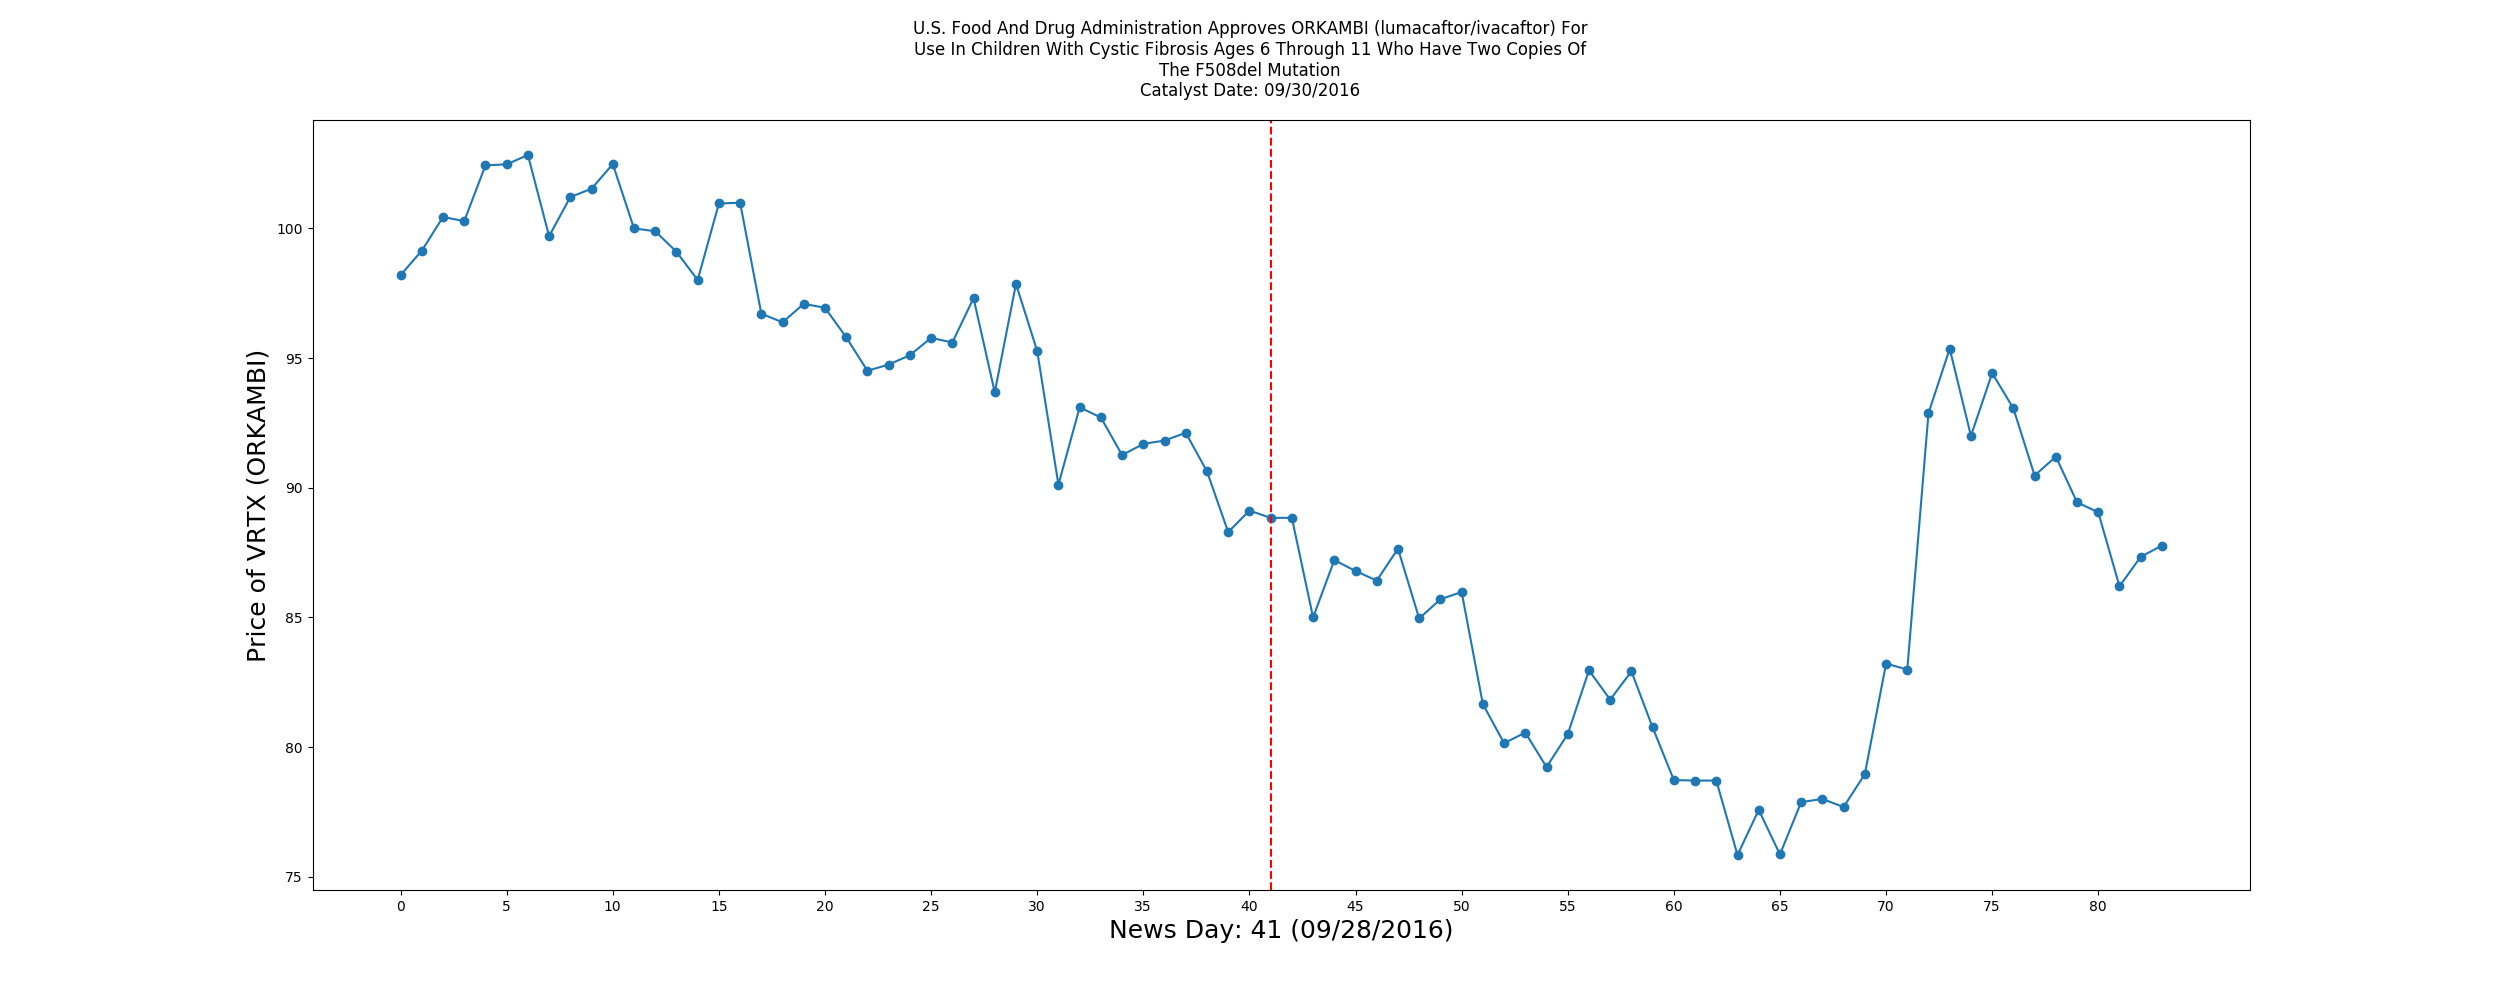 U.S. Food And Drug Administration Approves ORKAMBI (lumacaftor/ivacaftor) For
Use In Children With Cystic Fibrosis Ages 6 Through 11 Who Have Two Copies Of
The F508del Mutation
Catalyst Date: 09/30/2016
Price of VRTX (ORKAMBI)
100
95
90
85
80
75
0 5 10 15 20 25 30 35 40 45 50 55 60 65 70 75 80
News Day: 41 (09/28/2016)